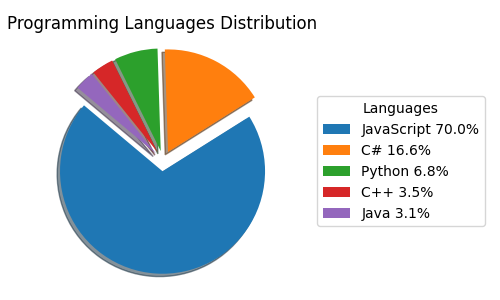 Programming Languages Distribution
Languages
JavaScript 70.0%
C# 16.6%
Python 6.8%
C++ 3.5%
Java 3.1%